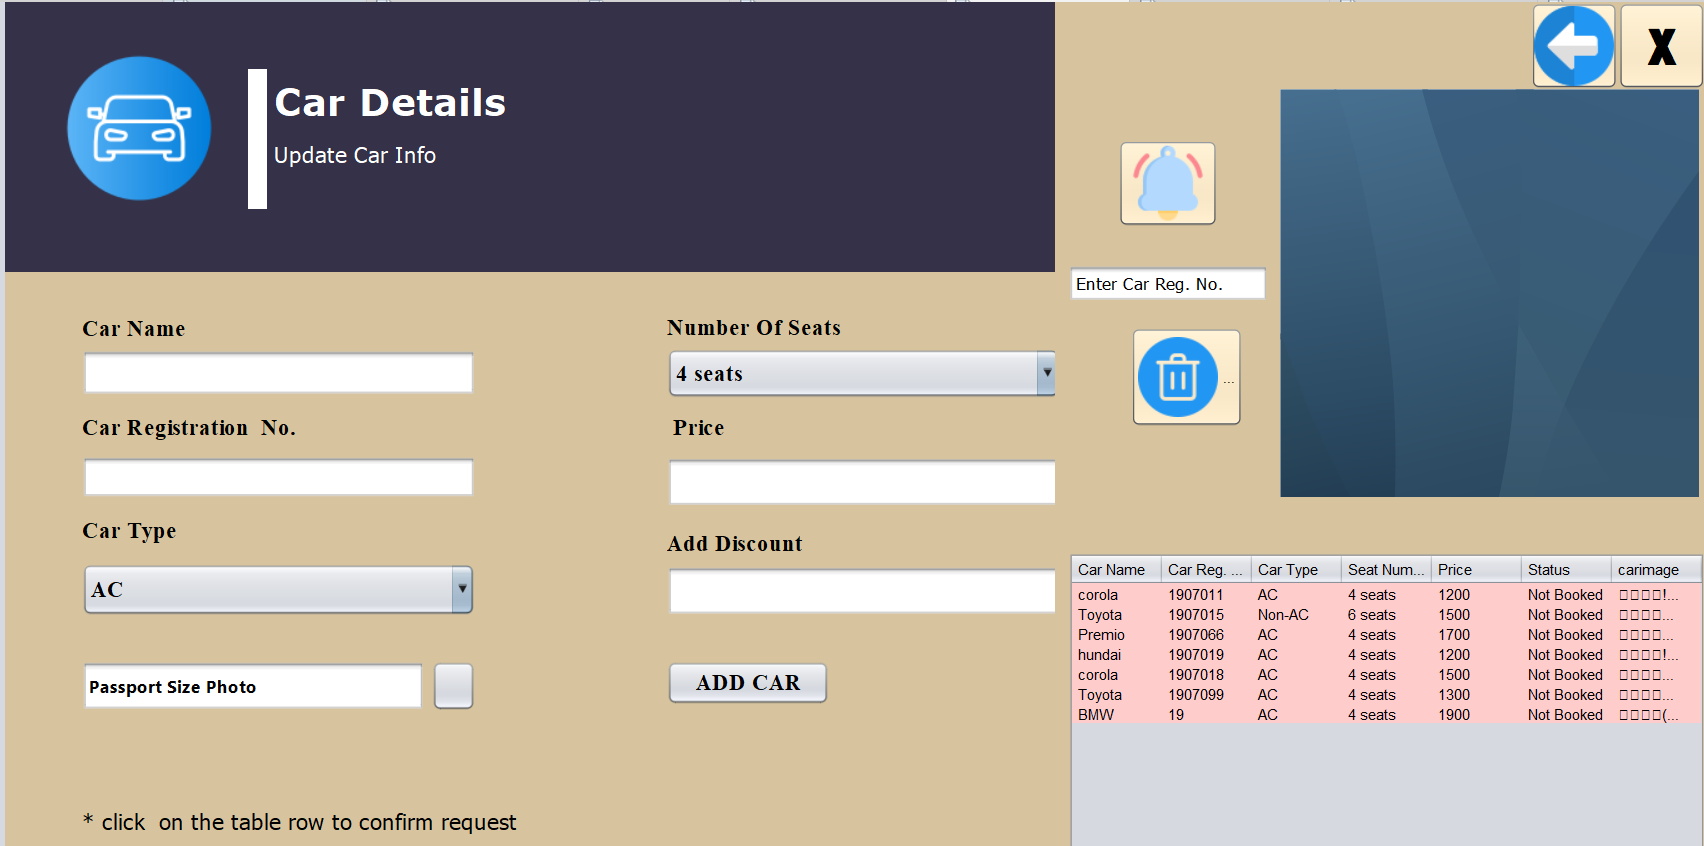 Car Details
Update Car Info
X
Enter Car Reg. No.
...
Car Name
Number Of Seats
4 seats
Car Registration No.
Price
Car Type
AC
Add Discount
Passport Size Photo
ADD CAR
* click on the table row to confirm request
Car Name Car Reg. ... Car Type Seat Num... Price Status carimage
corola 1907011 AC 4 seats 1200 Not Booked □□□□!...
Toyota 1907015 Non-AC 6 seats 1500 Not Booked □□□□...
Premio 1907066 AC 4 seats 1700 Not Booked □□□□...
hundai 1907019 AC 4 seats 1200 Not Booked □□□□!...
corola 1907018 AC 4 seats 1500 Not Booked □□□□...
Toyota 1907099 AC 4 seats 1300 Not Booked □□□□...
BMW 19 AC 4 seats 1900 Not Booked □□□□(...